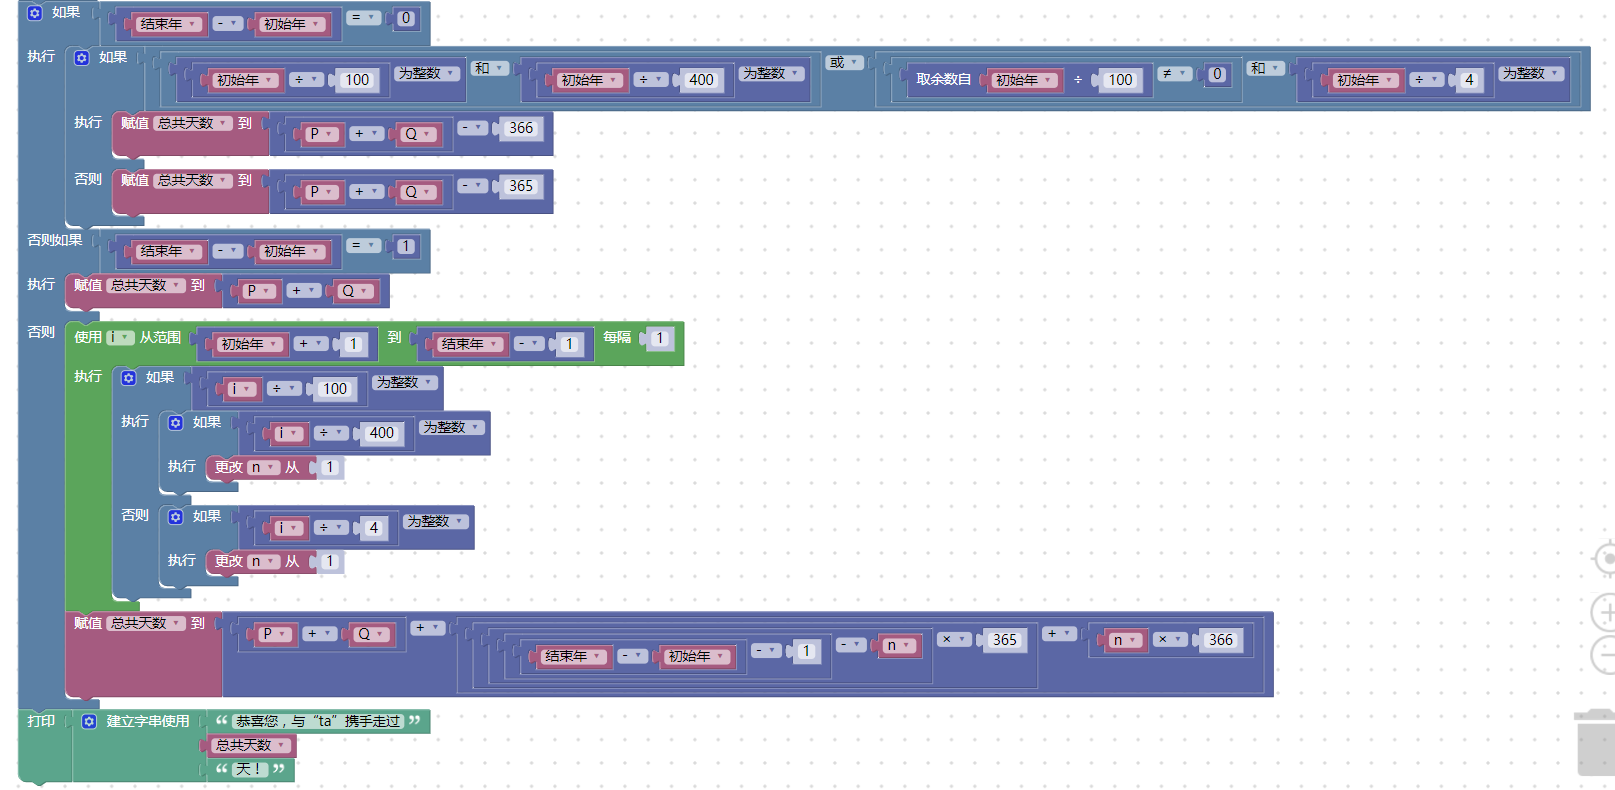 如果 结束年 - 初始年 = 0
执行 如果 初始年 ÷ 100 为整数 和 初始年 ÷ 400 为整数 或 取余数自 初始年 ÷ 100 ≠ 0 和 初始年 ÷ 4 为整数
执行 赋值 总共天数 到 P + Q - 366
否则 赋值 总共天数 到 P + Q - 365
否则如果 结束年 - 初始年 = 1
执行 赋值 总共天数 到 P + Q
否则 使用 i 从范围 初始年 + 1 到 结束年 - 1 每隔 1
执行 如果 i ÷ 100 为整数
执行 如果 i ÷ 400 为整数
执行 更改 n 从 1
否则 如果 i ÷ 4 为整数
执行 更改 n 从 1
赋值 总共天数 到 P + Q + 结束年 - 初始年 - 1 - n × 365 + n × 366
打印 建立字串使用 “ 恭喜您，与“ta”携手走过 ”
总共天数
“ 天！ ”